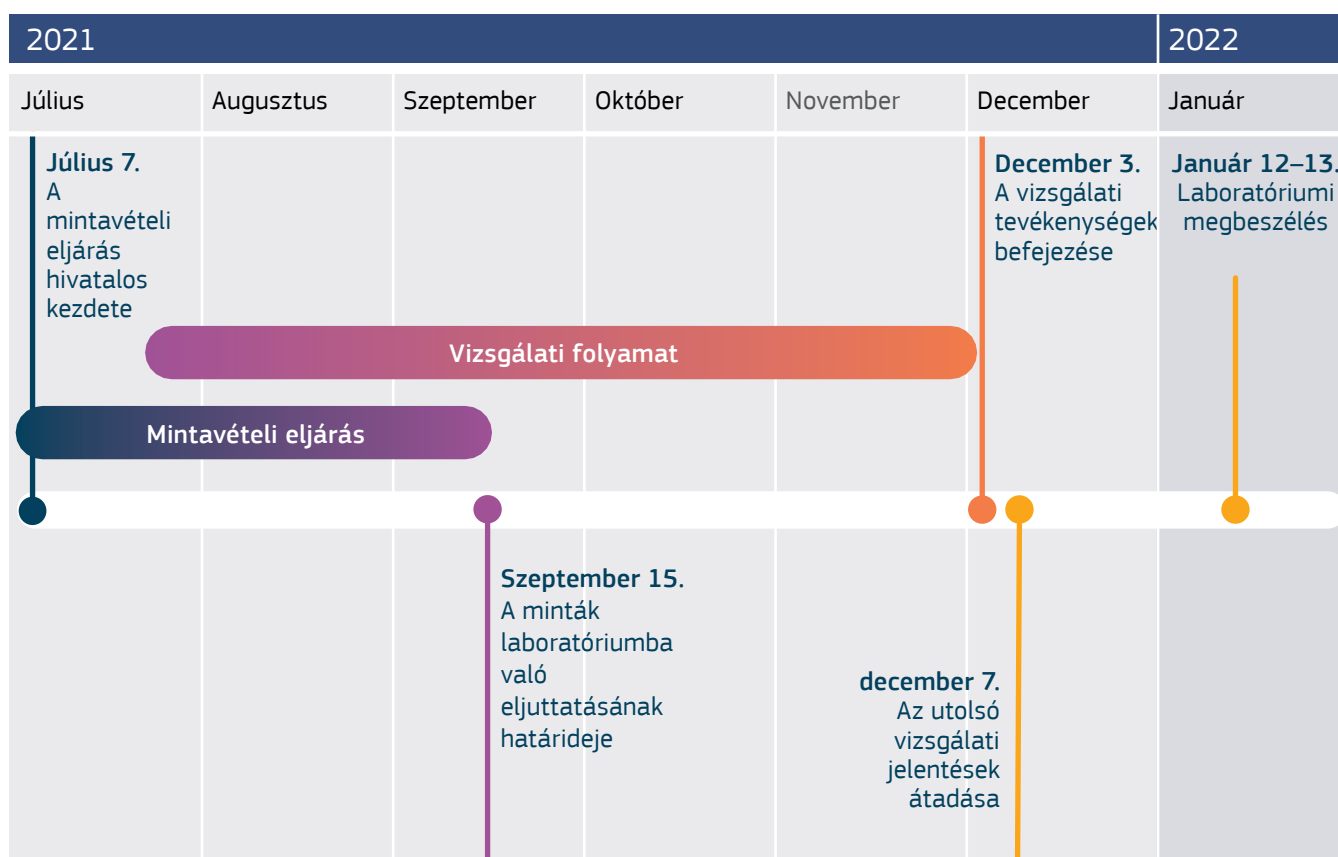 2021
2022
Július
Augusztus
Szeptember
Október
November
December
Január
Július 7.
A
mintavételi
eljárás
hivatalos
kezdete
December 3.
A vizsgálati
tevékenységek
befejezése
Január 12–13.
Laboratóriumi
megbeszélés
Vizsgálati folyamat
Mintavételi eljárás
Szeptember 15.
A minták
laboratóriumba
való
eljuttatásának
határideje
december 7.
Az utolsó
vizsgálati
jelentések
átadása